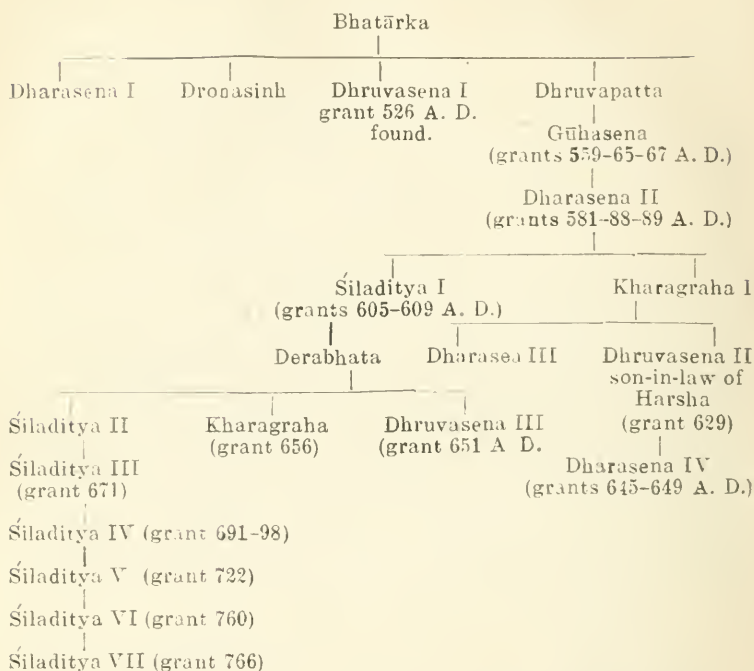 Bhatārka
Dharasena I Dronasinh Dhruvasena I Dhruvapatta
grant 526 A. D.
found.
Gūhasena
(grants 559-65-67 A. D.)
Dharasena II
(grants 581-88-89 A. D.)
Śiladitya I Kharagraha I
(grants 605-609 A. D.)
Derabhata Dharasea III Dhruvasena II
son-in-law of
Harsha
(grant 629)
Śiladitya II Kharagraha Dhruvasena III
(grant 656) (grant 651 A D.
Śiladitya III Dharasena IV
(grant 671) (grants 645-649 A. D.)
Śiladitya IV (grant 691-98)
Śiladitya V (grant 722)
Śiladitya VI (grant 760)
Śiladitya VII (grant 766)